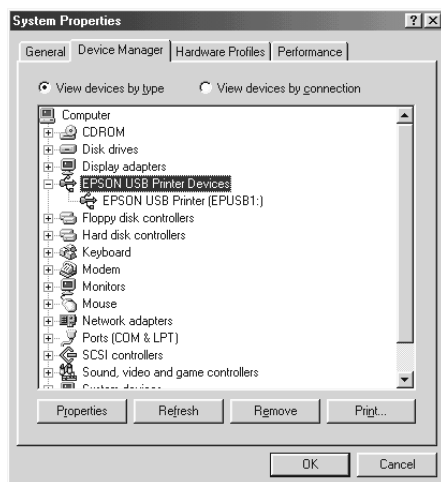 System Properties
General Device Manager Hardware Profiles Performance
View devices by type View devices by connection
Computer
CDROM
Disk drives
Display adapters
EPSON USB Printer Devices
EPSON USB Printer (EPUSB1:)
Floppy disk controllers
Hard disk controllers
Keyboard
Modem
Monitors
Mouse
Network adapters
Ports (COM & LPT)
SCSI controllers
Sound, video and game controllers
System devices
Properties Refresh Remove Print...
OK Cancel